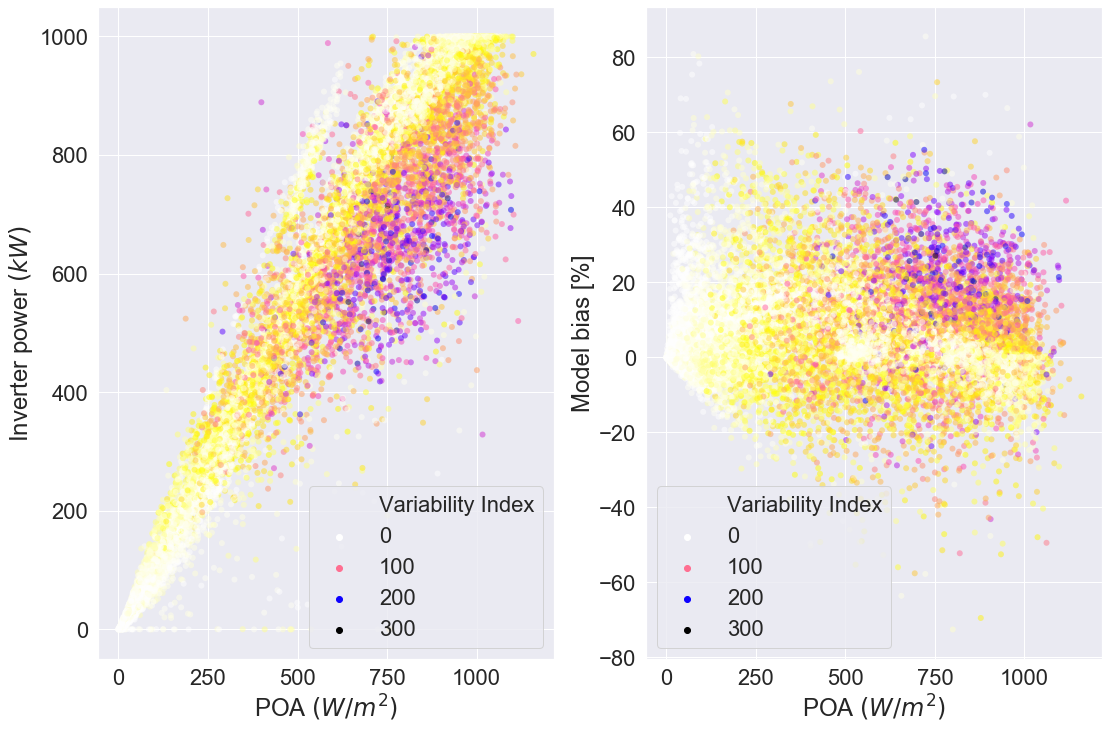 Inverter power (kW)
1000
800
600
400
200
0
0 250 500 750 1000
POA (W/m²)
Variability Index
0
100
200
300
Model bias [%]
80
60
40
20
0
−20
−40
−60
−80
0 250 500 750 1000
POA (W/m²)
Variability Index
0
100
200
300